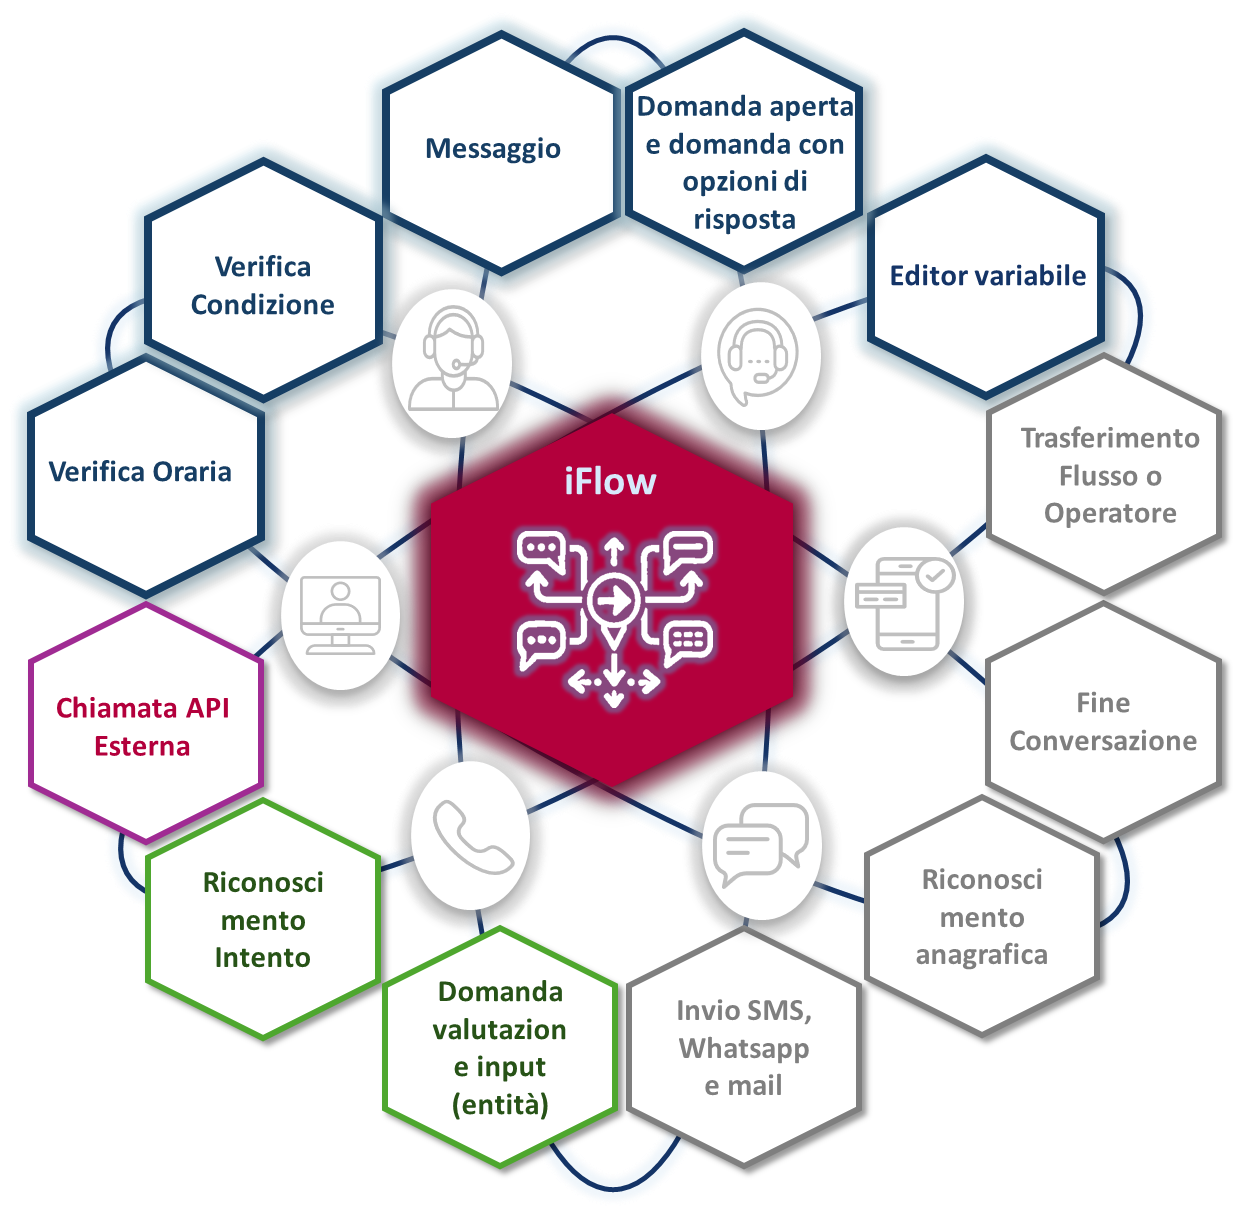 Messaggio
Domanda aperta
e domanda con
opzioni di
risposta
Verifica
Condizione
Editor variabile
Verifica Oraria
iFlow
Trasferimento
Flusso o
Operatore
Chiamata API
Esterna
Fine
Conversazione
Riconosci
mento
Intento
Riconosci
mento
anagrafica
Domanda
valutazion
e input
(entità)
Invio SMS,
Whatsapp
e mail